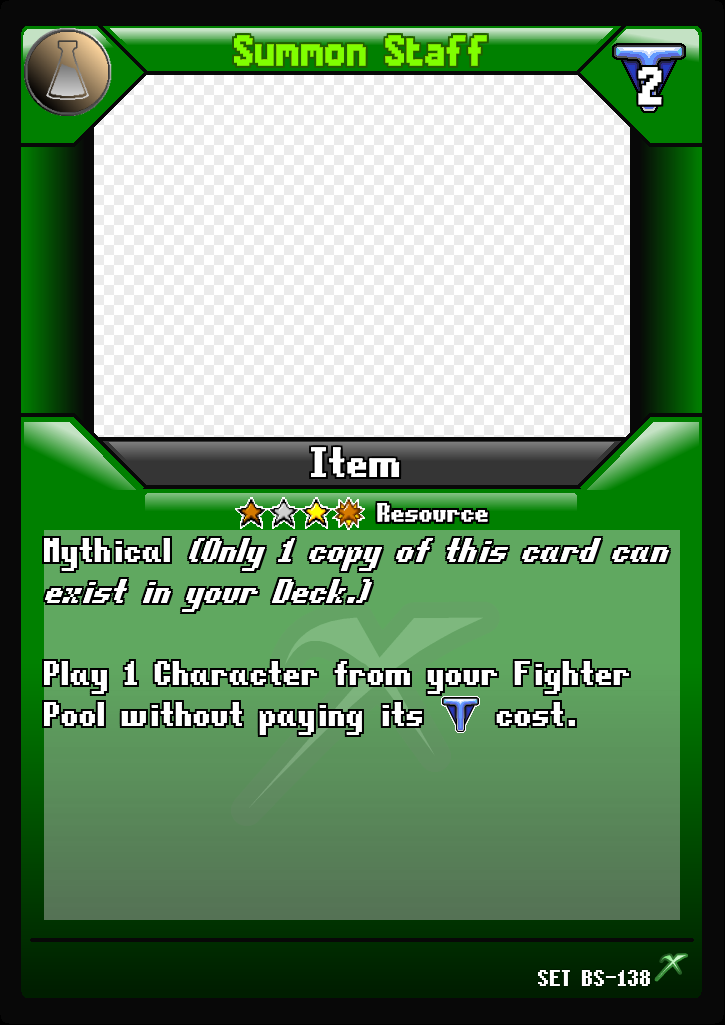 Summon Staff
2
Item
Resource
Mythical (Only 1 copy of this card can
exist in your Deck.)
Play 1 Character from your Fighter
Pool without paying its T cost.
SET BS-138